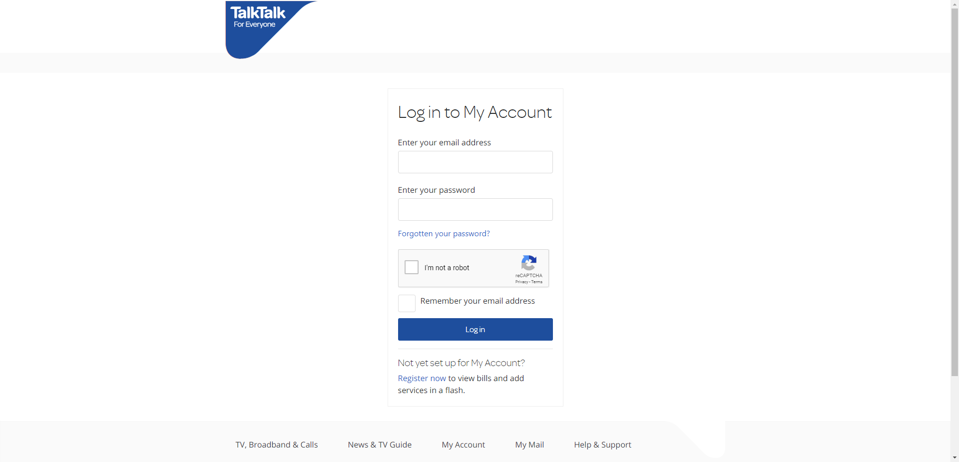 TalkTalk
For Everyone
Log in to My Account
Enter your email address
Enter your password
Forgotten your password?
I'm not a robot
reCAPTCHA
Privacy - Terms
Remember your email address
Log in
Not yet set up for My Account?
Register now to view bills and add
services in a flash.
TV, Broadband & Calls News & TV Guide My Account My Mail Help & Support